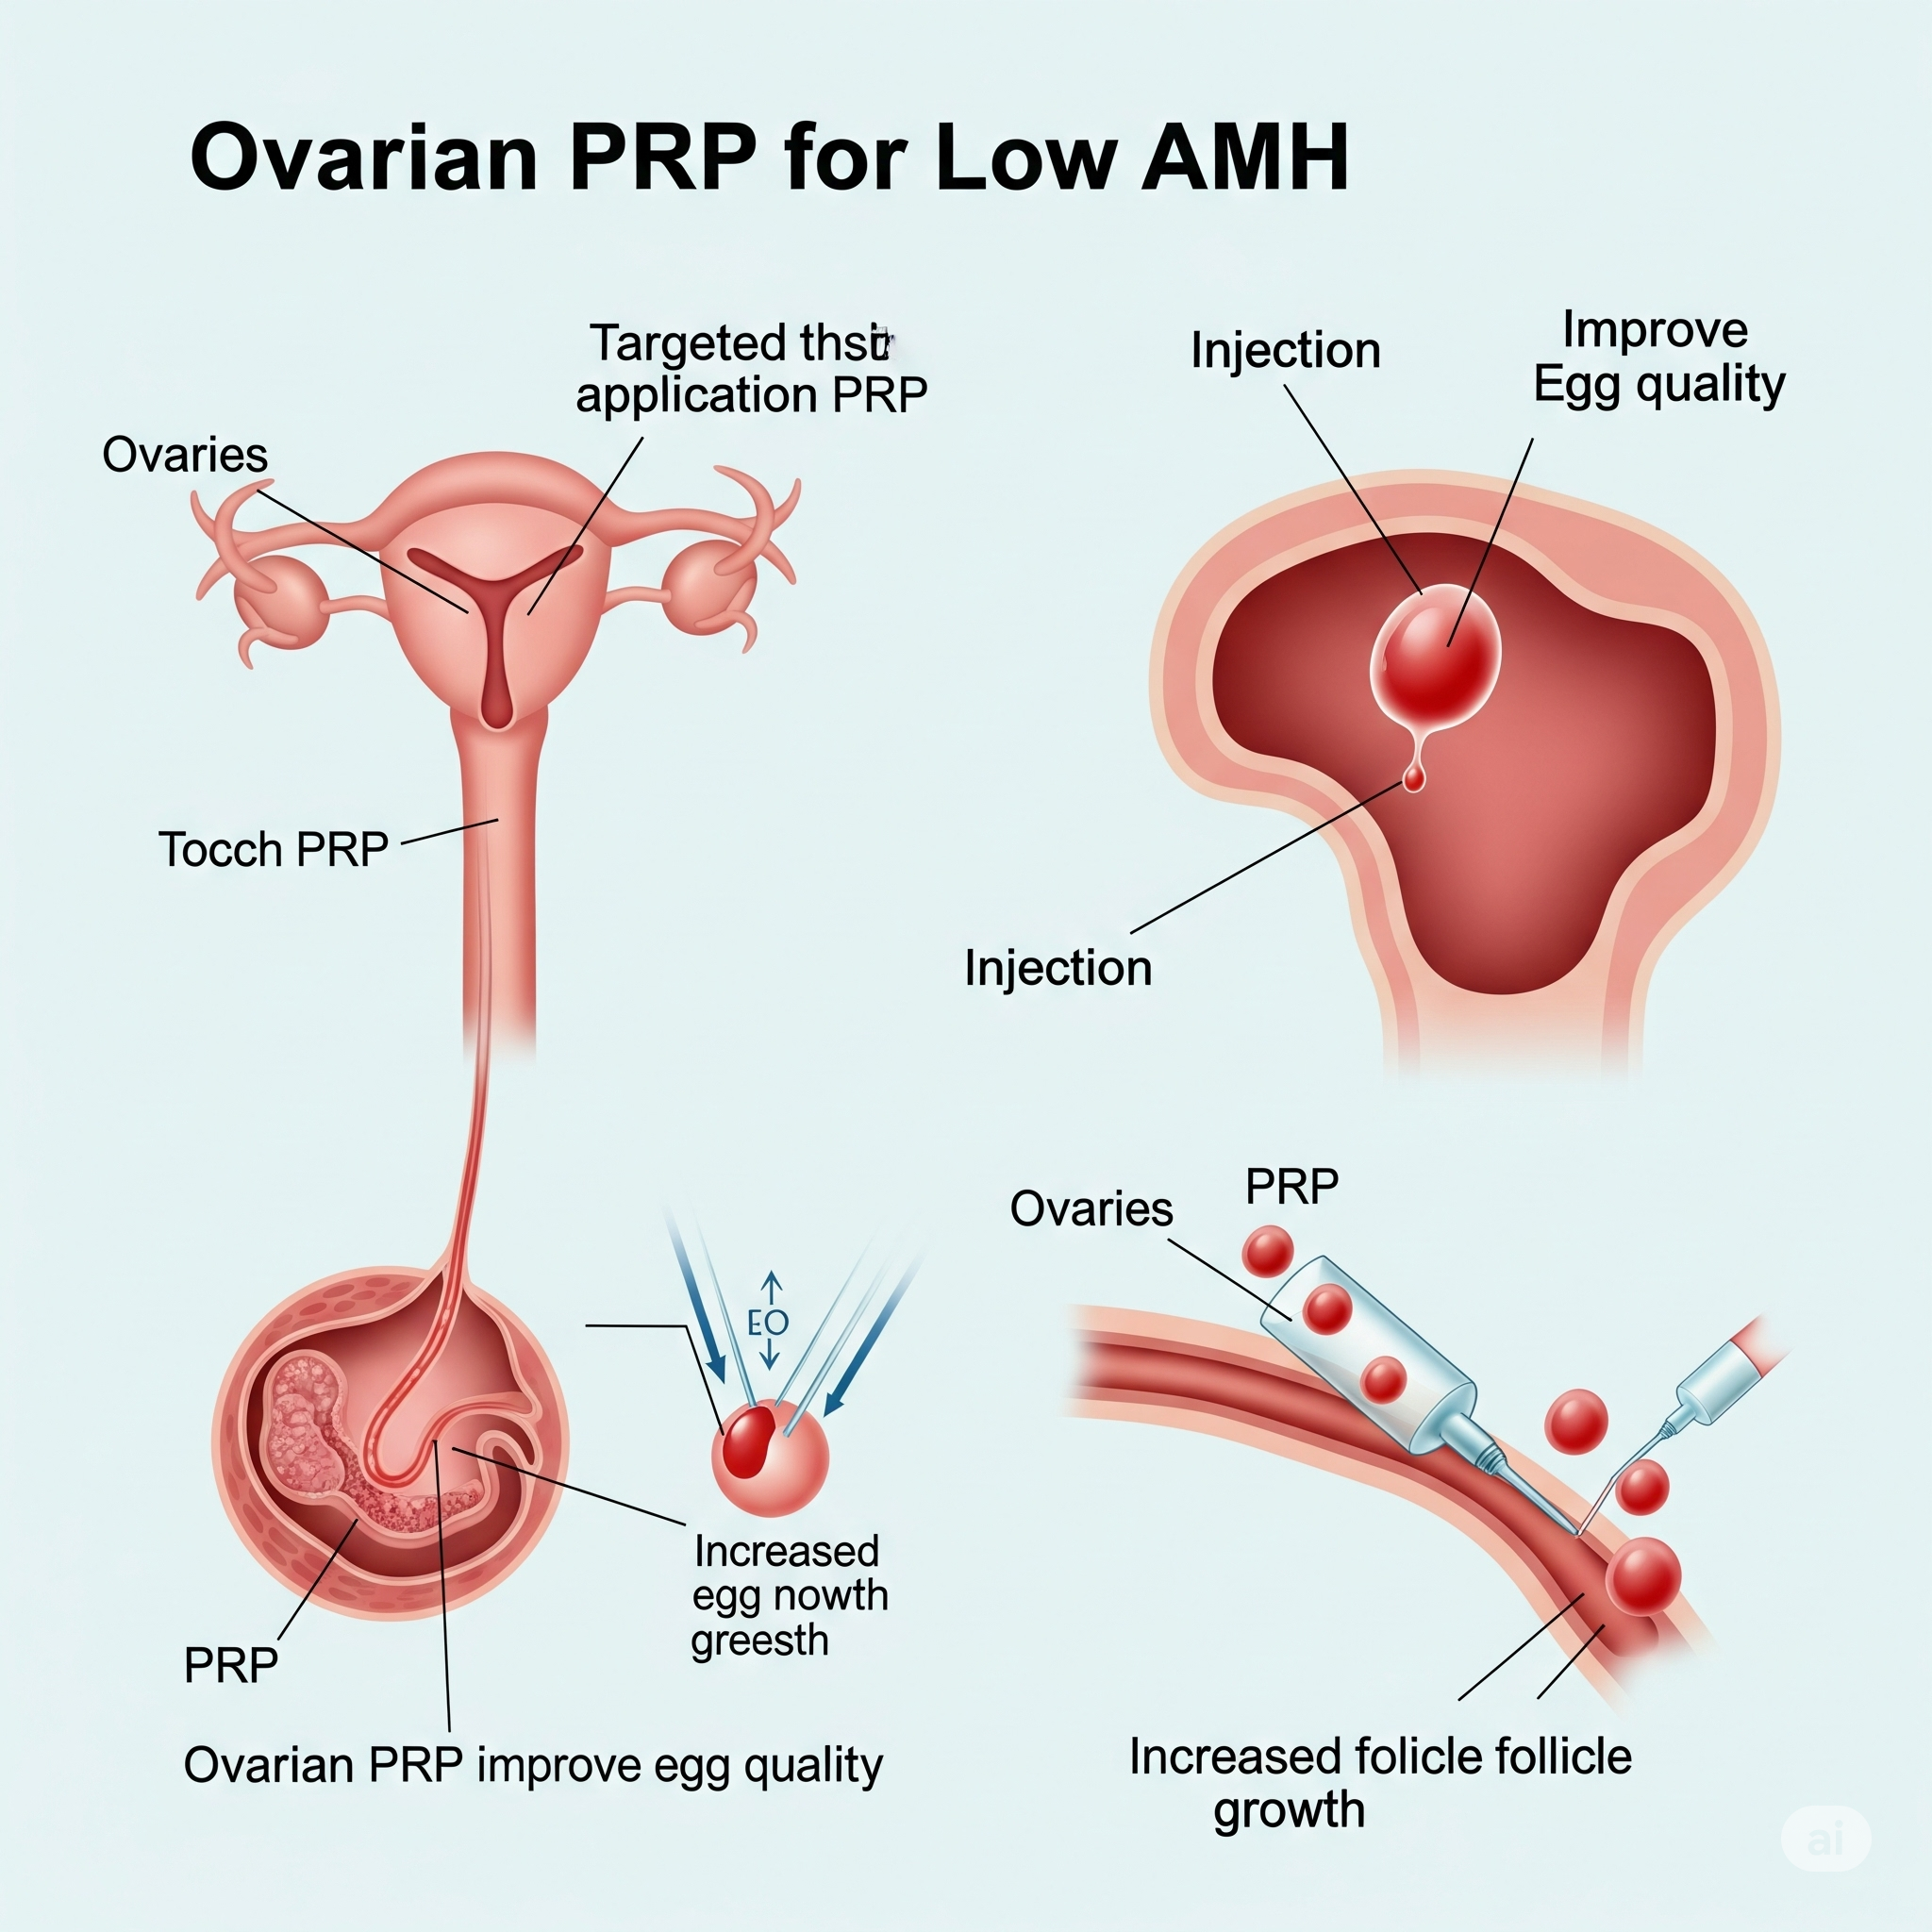 Ovarian PRP for Low AMH
Targeted
application PRP
Ovaries
Injection
Improve
Egg quality
Tocch PRP
Injection
Ovaries
PRP
EO
Increased
egg nowth
greesth
PRP
Ovarian PRP improve egg quality
Increased folicle follicle
growth
ai